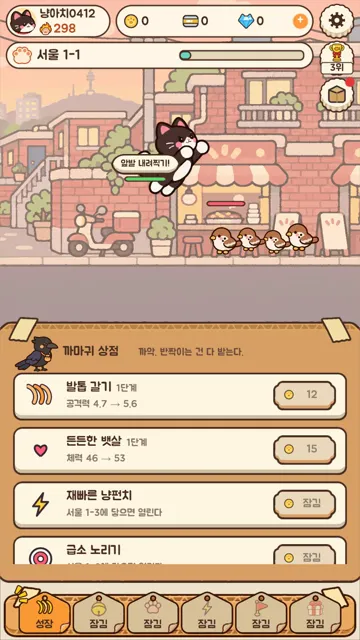 냥아치0412
298
0
0
0
서울 1-1
3위
앞발 내려찍기!
까마귀 상점
까악, 반짝이는 건 다 받는다.
발톱 갈기 1단계
공격력 4.7 → 5.6
12
든든한 뱃살 1단계
체력 46 → 53
15
재빠른 냥펀치
서울 1-3에 닿으면 열린다
잠김
급소 노리기
잠김
성장
잠김
잠김
잠김
잠김
잠김